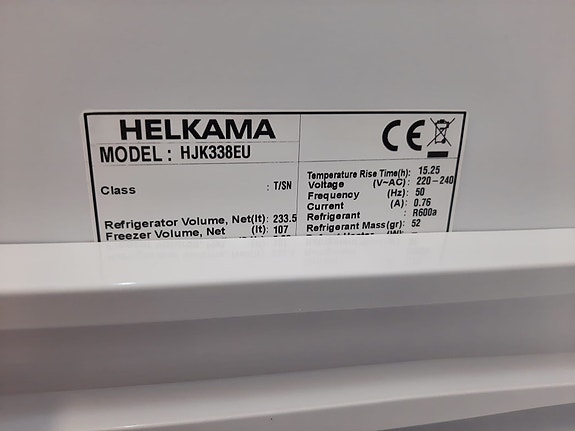 HELKAMA
MODEL : HJK338EU
Class : T/SN
Refrigerator Volume, Net(lt): 233.5
Freezer Volume, Net (lt): 107
CE
Temperature Rise Time(h): 15.25
Voltage (V~AC): 220-240
Frequency (Hz): 50
Current (A): 0.76
Refrigerant : R600a
Refrigerant Mass(gr): 52